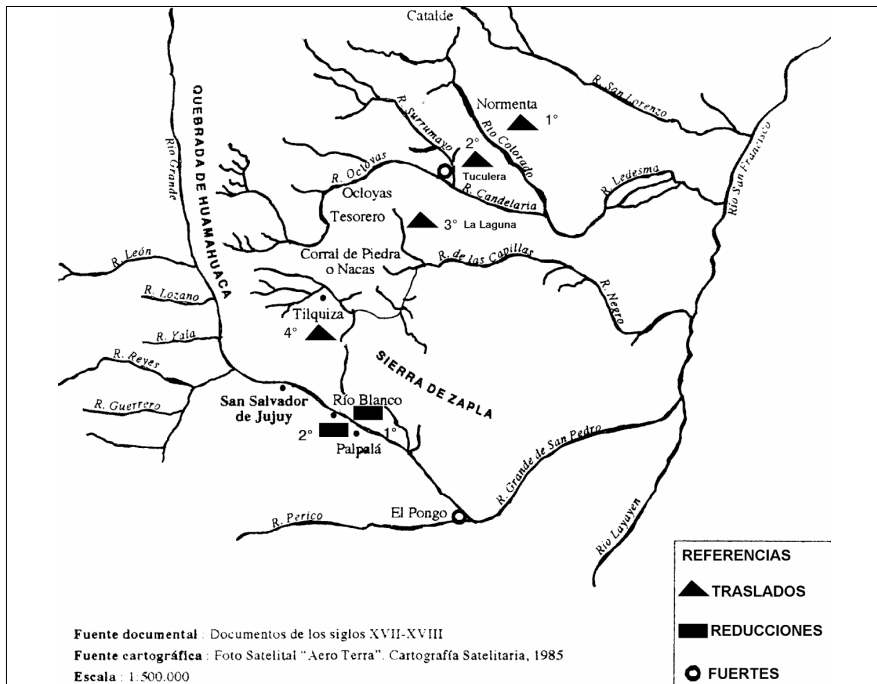 Catalde
QUEBRADA DE HUAMAHUACA
Río Grande
R. San Lorenzo
Normenta
1°
R. Surrumayo
Río Colorado
2°
Tuculera
R. Ocloyas
Ocloyas
R. Candelaria
R. Ledesma
Río San Francisco
Tesorero
3° La Laguna
Corral de Piedra
o Nacas
R. de las Capillas
R. León
R. Lozano
Tilquiza
4°
R. Negro
R. Yala
R. Reyes
SIERRA DE ZAPLA
San Salvador
de Jujuy
Río Blanco
R. Guerrero
2°
1°
Palpalá
R. Grande de San Pedro
El Pongo
R. Perico
Río Lavayen
REFERENCIAS
TRASLADOS
REDUCCIONES
FUERTES
Fuente documental : Documentos de los siglos XVII-XVIII
Fuente cartográfica : Foto Satelital "Aero Terra". Cartografía Satelitaria, 1985
Escala : 1:500.000